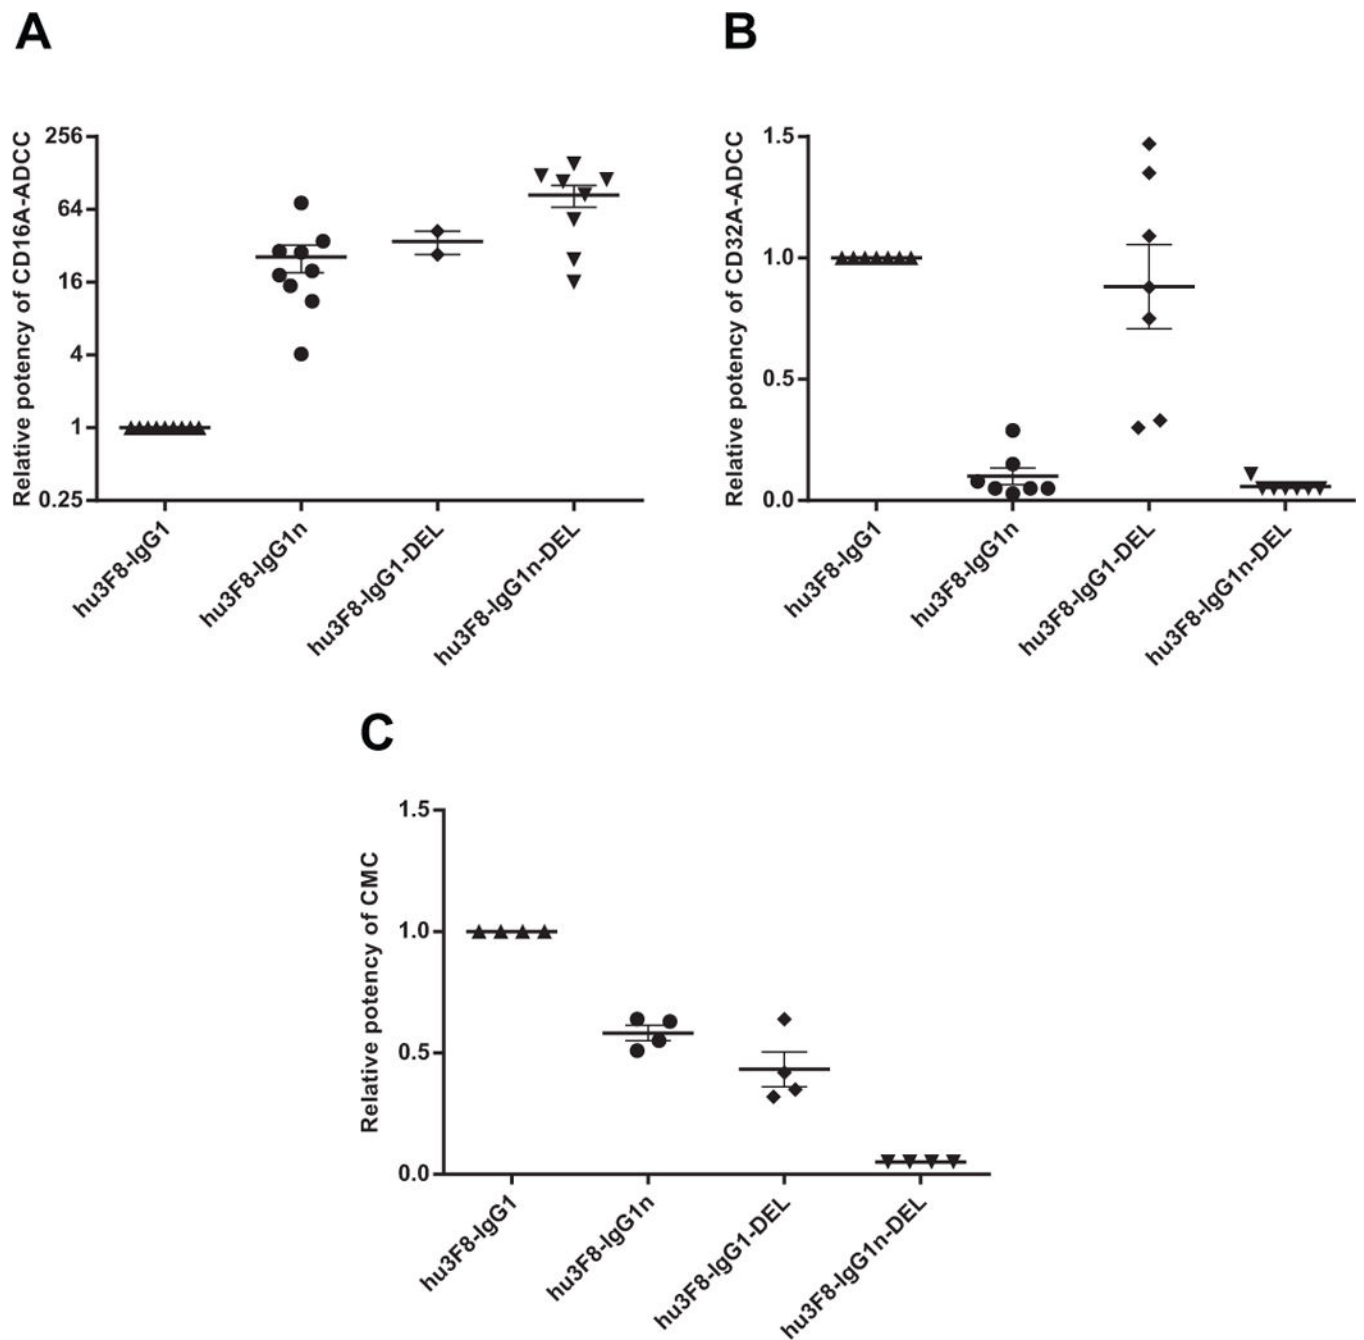 A
Relative potency of CD16A-ADCC
256
64
16
4
1
0.25
hu3F8-IgG1
hu3F8-IgG1n
hu3F8-IgG1-DEL
hu3F8-IgG1n-DEL
B
Relative potency of CD32A-ADCC
1.5
1.0
0.5
0.0
hu3F8-IgG1
hu3F8-IgG1n
hu3F8-IgG1-DEL
hu3F8-IgG1n-DEL
C
Relative potency of CMC
1.5
1.0
0.5
0.0
hu3F8-IgG1
hu3F8-IgG1n
hu3F8-IgG1-DEL
hu3F8-IgG1n-DEL